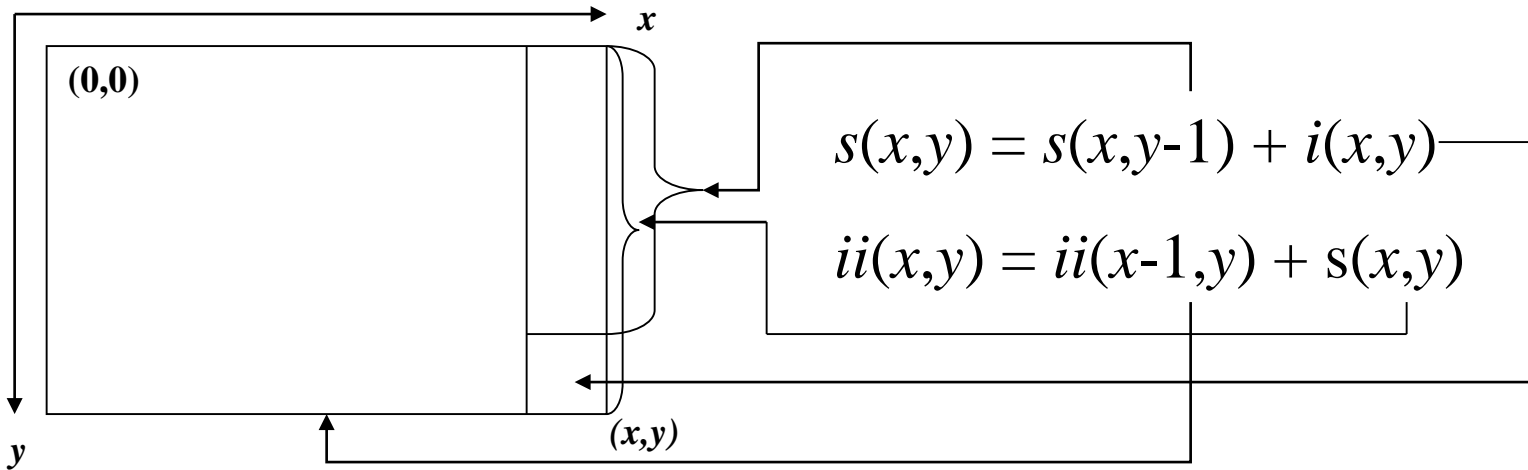 x
(0,0)
s(x,y) = s(x,y-1) + i(x,y)
ii(x,y) = ii(x-1,y) + s(x,y)
(x,y)
y